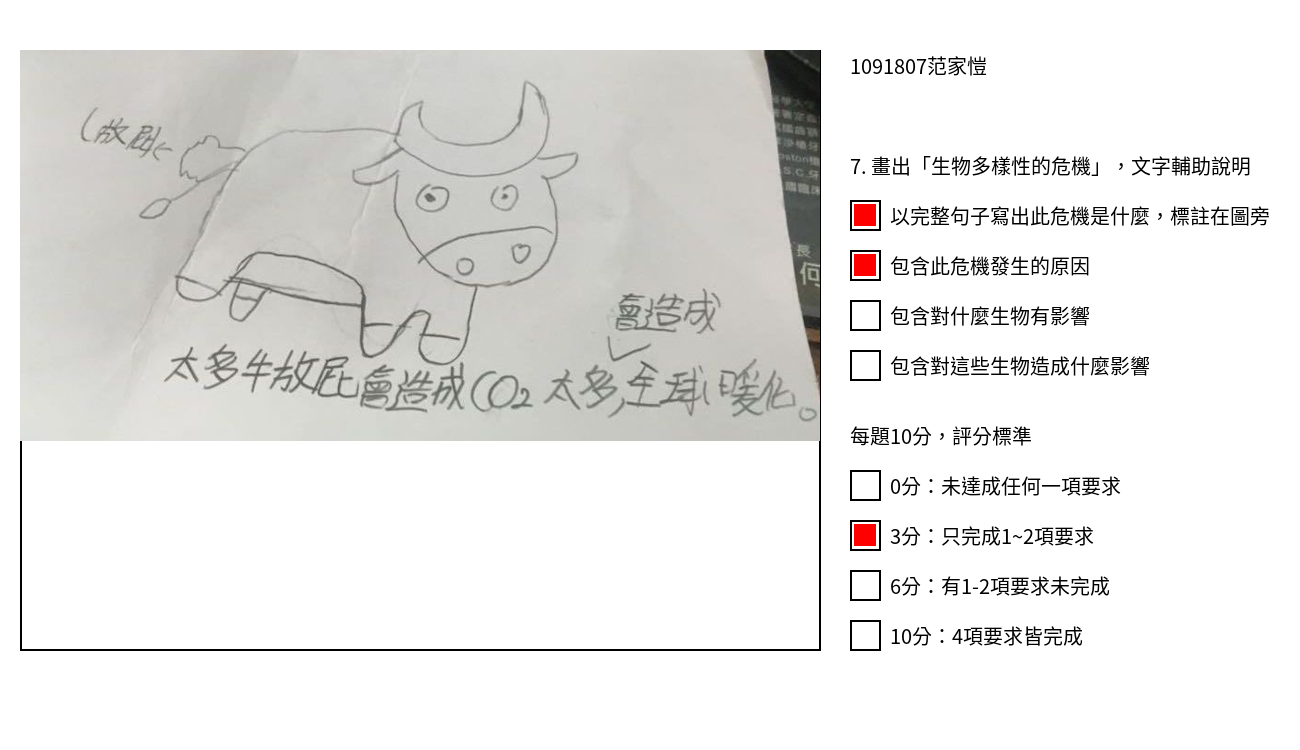 1091807范家愷
7. 畫出「生物多樣性的危機」，文字輔助說明
以完整句子寫出此危機是什麼，標註在圖旁
包含此危機發生的原因
包含對什麼生物有影響
包含對這些生物造成什麼影響
每題10分，評分標準
0分：未達成任何一項要求
3分：只完成1~2項要求
6分：有1-2項要求未完成
10分：4項要求皆完成
(放屁
會造成
太多牛放屁會造成CO2 太多,全球暖化。
長
何